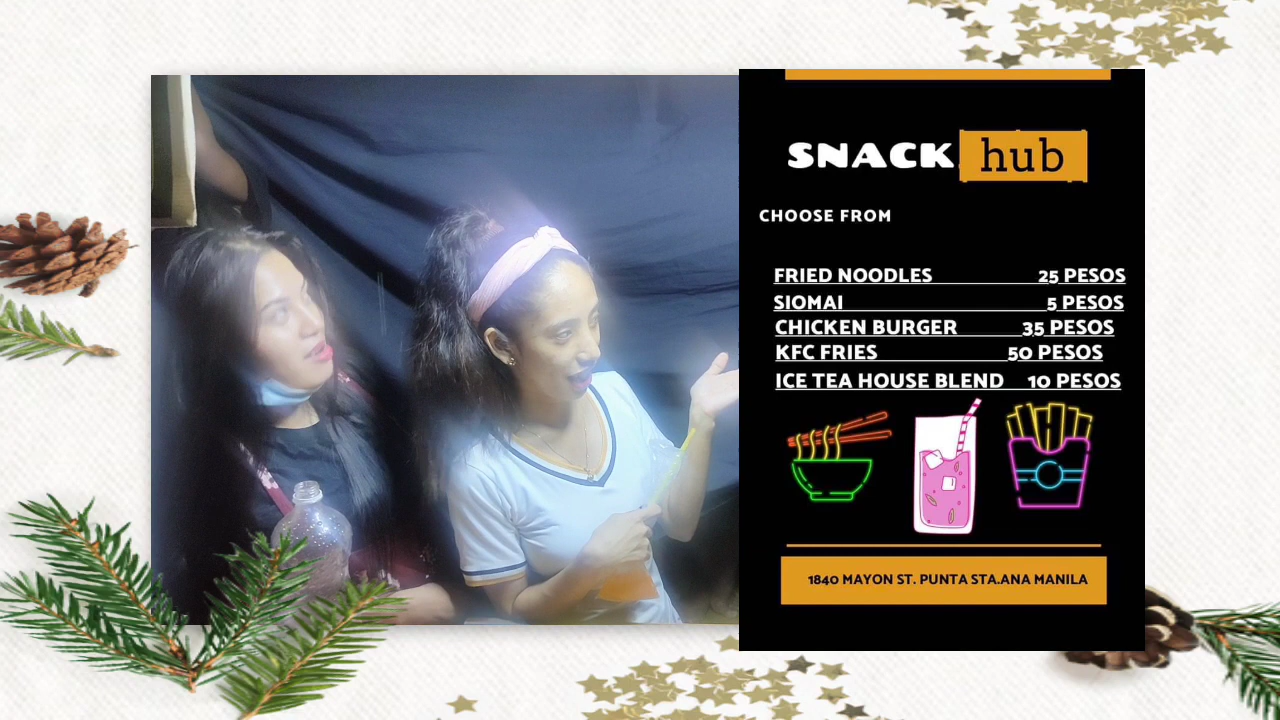 SNACK hub
CHOOSE FROM
FRIED NOODLES 25 PESOS
SIOMAI 5 PESOS
CHICKEN BURGER 35 PESOS
KFC FRIES 50 PESOS
ICE TEA HOUSE BLEND 10 PESOS
1840 MAYON ST. PUNTA STA.ANA MANILA